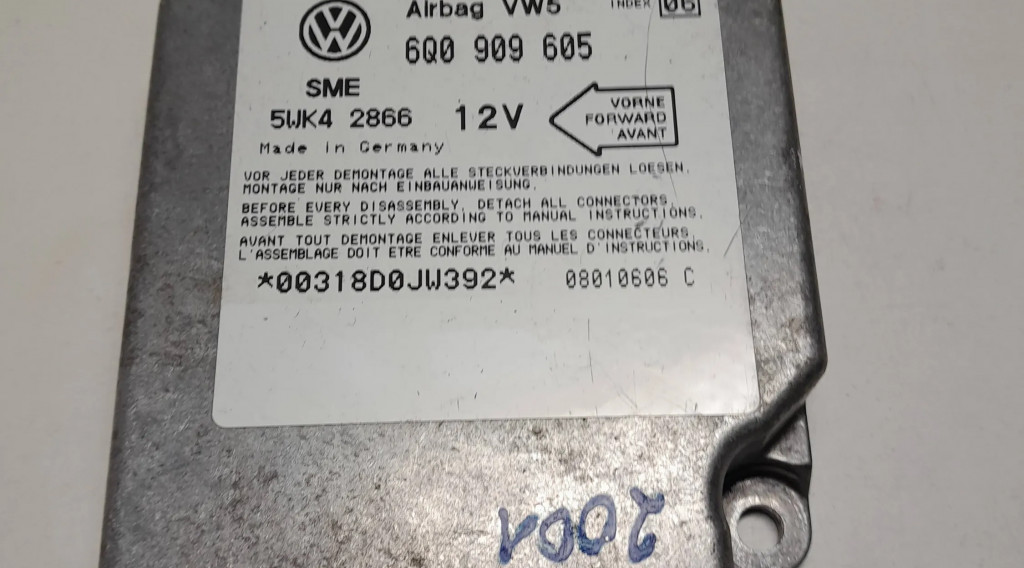 Airbag VW5 INDEX 06
6Q0 909 605
SME
5WK4 2866 12V
VORNE
FORWARD
AVANT
Made in Germany
VOR JEDER DEMONTAGE ALLE STECKVERBINDUNGEN LOESEN.
MONTAGE NUR NACH EINBAUANWEISUNG.
BEFORE EVERY DISASSEMBLY, DETACH ALL CONNECTORS.
ASSEMBLE STRICTLY ACCORDING TO MANUAL INSTRUCTIONS.
AVANT TOUT DEMONTAGE ENLEVER TOUS LES CONNECTEURS.
L'ASSEMBLAGE DOIT ETRE CONFORME AU MANUEL D'INSTRUCTIONS.
*00318D0JW392* 08010606 C
2001